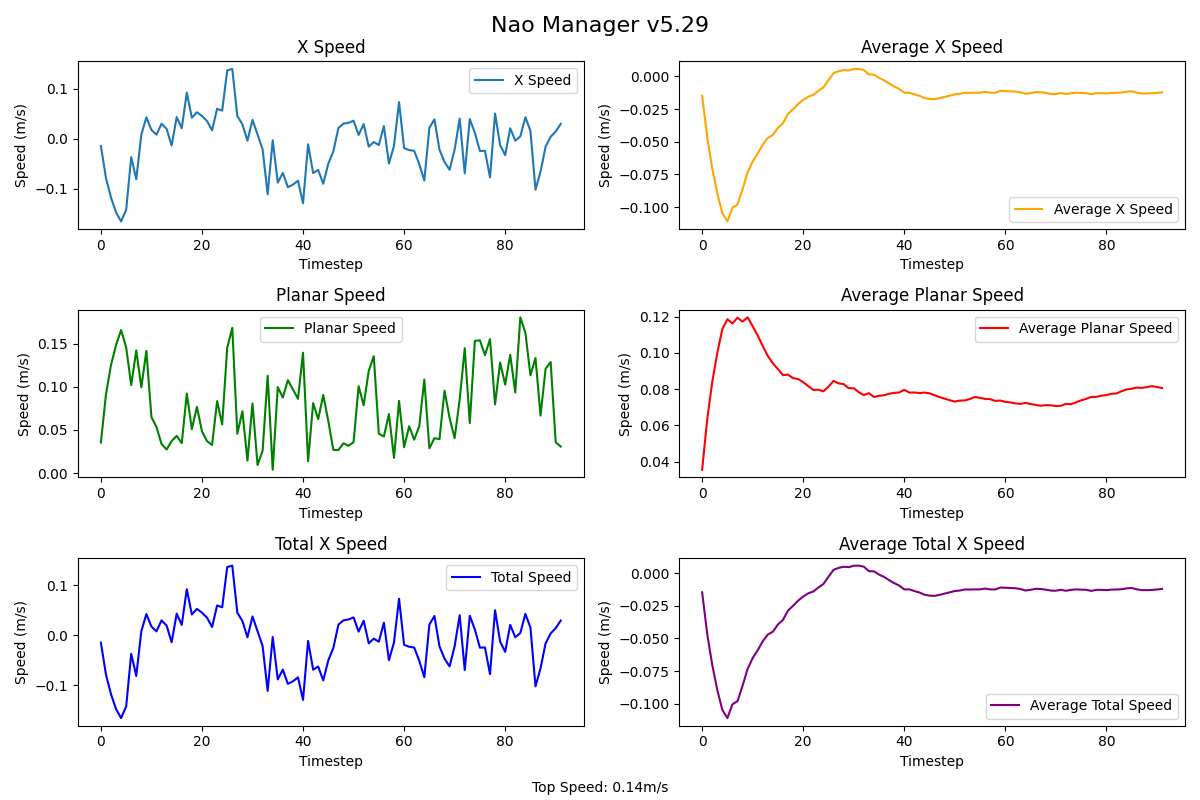 Nao Manager v5.29
X Speed
Speed (m/s)
0.1
0.0
−0.1
X Speed
0 20 40 60 80
Timestep
Average X Speed
Speed (m/s)
0.000
−0.025
−0.050
−0.075
−0.100
Average X Speed
0 20 40 60 80
Timestep
Planar Speed
Speed (m/s)
0.15
0.10
0.05
0.00
Planar Speed
0 20 40 60 80
Timestep
Average Planar Speed
Speed (m/s)
0.12
0.10
0.08
0.06
0.04
Average Planar Speed
0 20 40 60 80
Timestep
Total X Speed
Speed (m/s)
0.1
0.0
−0.1
Total Speed
0 20 40 60 80
Timestep
Average Total X Speed
Speed (m/s)
0.000
−0.025
−0.050
−0.075
−0.100
Average Total Speed
0 20 40 60 80
Timestep
Top Speed: 0.14m/s